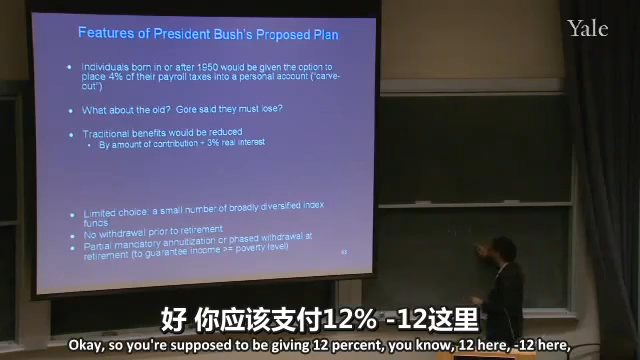 Yale
Features of President Bush's Proposed Plan
• Individuals born in or after 1950 would be given the option to
place 4% of their payroll taxes into a personal account ("carve-
out")
• What about the old? Gore said they must lose?
• Traditional benefits would be reduced
• By amount of contribution + 3% real interest
• Limited choice: a small number of broadly diversified index
funds
• No withdrawal prior to retirement
• Partial mandatory annuitization or phased withdrawal at
retirement (to guarantee income >= poverty level)
好 你应该支付12% -12这里
Okay, so you're supposed to be giving 12 percent, you know, 12 here, -12 here,